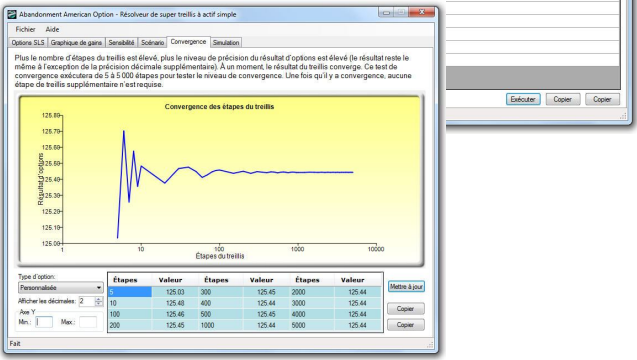 Abandonment American Option - Résolveur de super treillis à actif simple
Fichier Aide
Options SLS Graphique de gains Sensibilité Scénario Convergence Simulation
Plus le nombre d'étapes du treillis est élevé, plus le niveau de précision du résultat d'options est élevé (le résultat reste le
même à l'exception de la précision décimale supplémentaire). À un moment, le résultat du treillis converge. Ce test de
convergence exécutera de 5 à 5 000 étapes pour tester le niveau de convergence. Une fois qu'il y a convergence, aucune
étape de treillis supplémentaire n'est requise.
Convergence des étapes du treillis
Résultat d'options
125.80
125.70
125.60
125.50
125.40
125.30
125.20
125.10
125.00
1 10 100 1000 10000
Étapes du treillis
Type d'option:
Personnalisée
Afficher les décimales: 2
Axe Y
Min.: Max.:
Étapes Valeur Étapes Valeur Étapes Valeur
5 125.03 300 125.45 2000 125.44
10 125.48 400 125.44 3000 125.44
100 125.46 500 125.45 4000 125.44
200 125.45 1000 125.44 5000 125.44
Mettre à jour
Copier
Copier
Fait
Exécuter Copier Copier